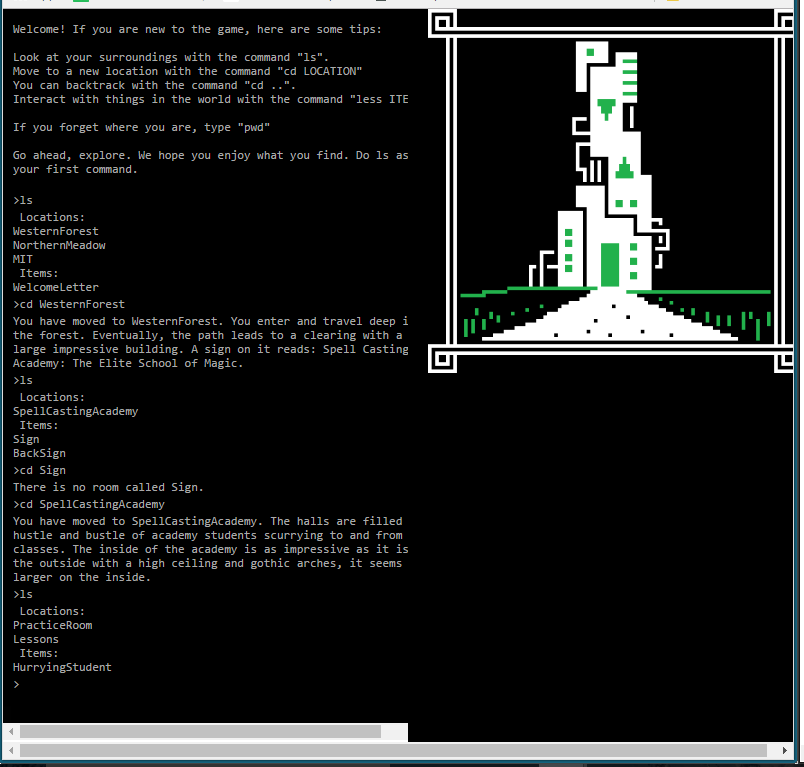 Welcome! If you are new to the game, here are some tips:
Look at your surroundings with the command "ls".
Move to a new location with the command "cd LOCATION"
You can backtrack with the command "cd ..".
Interact with things in the world with the command "less ITE
If you forget where you are, type "pwd"
Go ahead, explore. We hope you enjoy what you find. Do ls as
your first command.
>ls
Locations:
WesternForest
NorthernMeadow
MIT
Items:
WelcomeLetter
>cd WesternForest
You have moved to WesternForest. You enter and travel deep i
the forest. Eventually, the path leads to a clearing with a
large impressive building. A sign on it reads: Spell Casting
Academy: The Elite School of Magic.
>ls
Locations:
SpellCastingAcademy
Items:
Sign
BackSign
>cd Sign
There is no room called Sign.
>cd SpellCastingAcademy
You have moved to SpellCastingAcademy. The halls are filled
hustle and bustle of academy students scurrying to and from
classes. The inside of the academy is as impressive as it is
the outside with a high ceiling and gothic arches, it seems
larger on the inside.
>ls
Locations:
PracticeRoom
Lessons
Items:
HurryingStudent
>